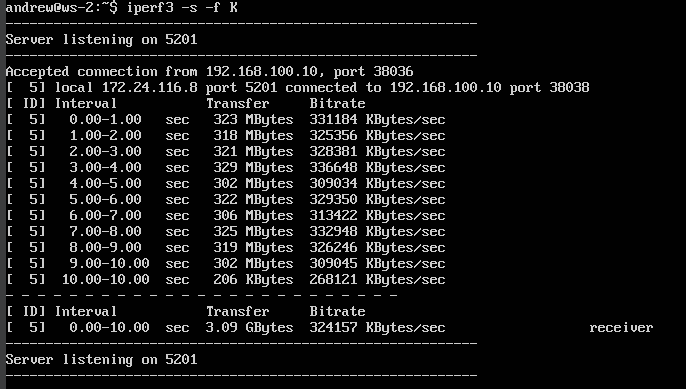 andrew@ws-2:~$ iperf3 -s -f K
-----------------------------------------------------------
Server listening on 5201
-----------------------------------------------------------
Accepted connection from 192.168.100.10, port 38036
[  5] local 172.24.116.8 port 5201 connected to 192.168.100.10 port 38038
[ ID] Interval           Transfer     Bitrate
[  5]   0.00-1.00   sec   323 MBytes  331184 KBytes/sec
[  5]   1.00-2.00   sec   318 MBytes  325356 KBytes/sec
[  5]   2.00-3.00   sec   321 MBytes  328381 KBytes/sec
[  5]   3.00-4.00   sec   329 MBytes  336648 KBytes/sec
[  5]   4.00-5.00   sec   302 MBytes  309034 KBytes/sec
[  5]   5.00-6.00   sec   322 MBytes  329350 KBytes/sec
[  5]   6.00-7.00   sec   306 MBytes  313422 KBytes/sec
[  5]   7.00-8.00   sec   325 MBytes  332948 KBytes/sec
[  5]   8.00-9.00   sec   319 MBytes  326246 KBytes/sec
[  5]   9.00-10.00  sec   302 MBytes  309045 KBytes/sec
[  5]  10.00-10.00  sec   206 KBytes  268121 KBytes/sec
- - - - - - - - - - - - - - - - - - - - - - - - -
[ ID] Interval           Transfer     Bitrate
[  5]   0.00-10.00  sec  3.09 GBytes  324157 KBytes/sec                  receiver
-----------------------------------------------------------
Server listening on 5201
-----------------------------------------------------------